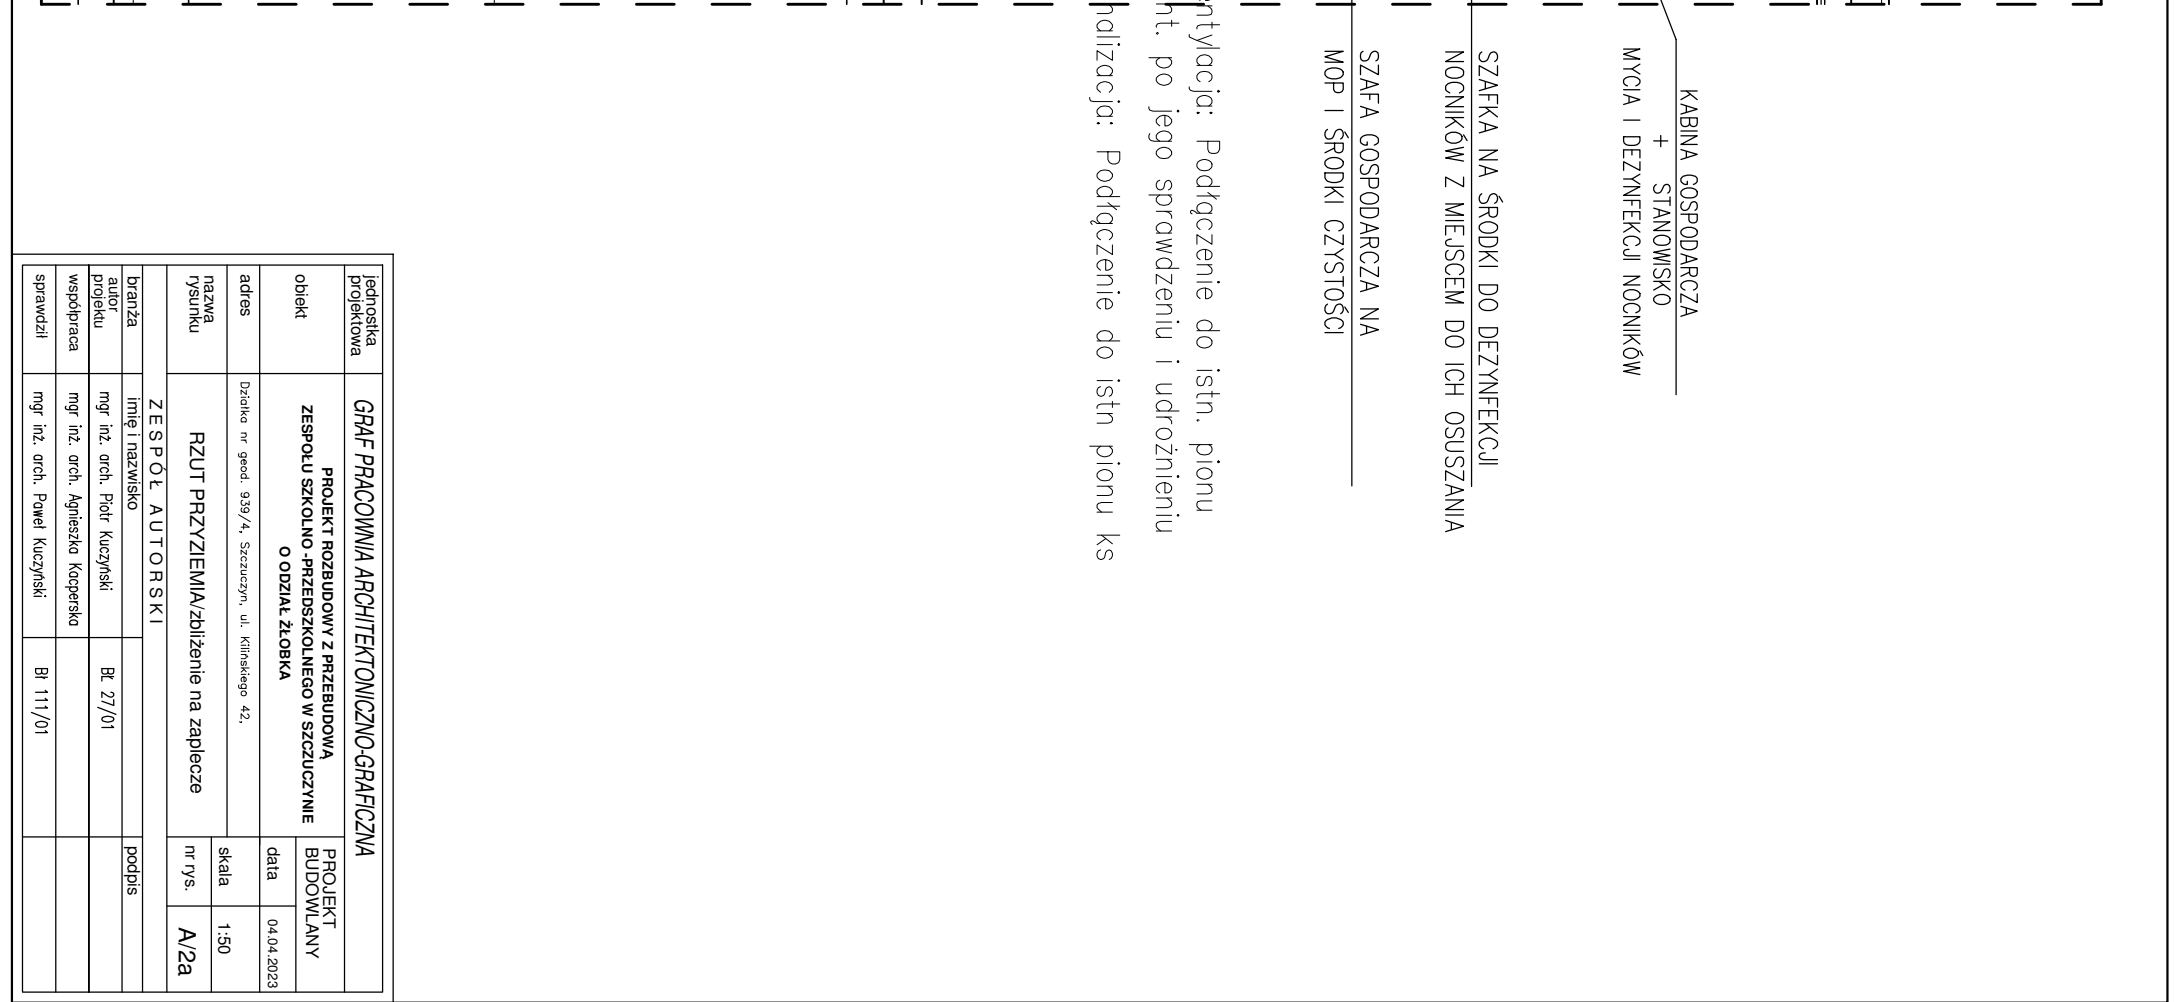 KABINA GOSPODARCZA
+ STANOWISKO
MYCIA I DEZYNFEKCJI NOCNIKÓW
SZAFKA NA ŚRODKI DO DEZYNFEKCJI
NOCNIKÓW Z MIEJSCEM DO ICH OSUSZANIA
SZAFA GOSPODARCZA NA
MOP I ŚRODKI CZYSTOŚCI
ntylacja: Podłączenie do istn. pionu
nt. po jego sprawdzeniu i udrożnieniu
nalizacja: Podłączenie do istn pionu ks
jednostka
projektowa
GRAF PRACOWNIA ARCHITEKTONICZNO-GRAFICZNA
obiekt
PROJEKT ROZBUDOWY Z PRZEBUDOWĄ
ZESPOŁU SZKOLNO -PRZEDSZKOLNEGO W SZCZUCZYNIE
O ODZIAŁ ŻŁOBKA
PROJEKT
BUDOWLANY
data 04.04.2023
adres Działka nr geod. 939/4, Szczuczyn, ul. Kilińskiego 42,
skala 1:50
nazwa
rysunku
RZUT PRZYZIEMIA/zbliżenie na zaplecze
nr rys. A/2a
ZESPÓŁ AUTORSKI
branża imię i nazwisko podpis
autor
projektu
mgr inż. arch. Piotr Kuczyński BŁ 27/01
współpraca mgr inż. arch. Agnieszka Kacperska
sprawdził mgr inż. arch. Paweł Kuczyński Bł 111/01